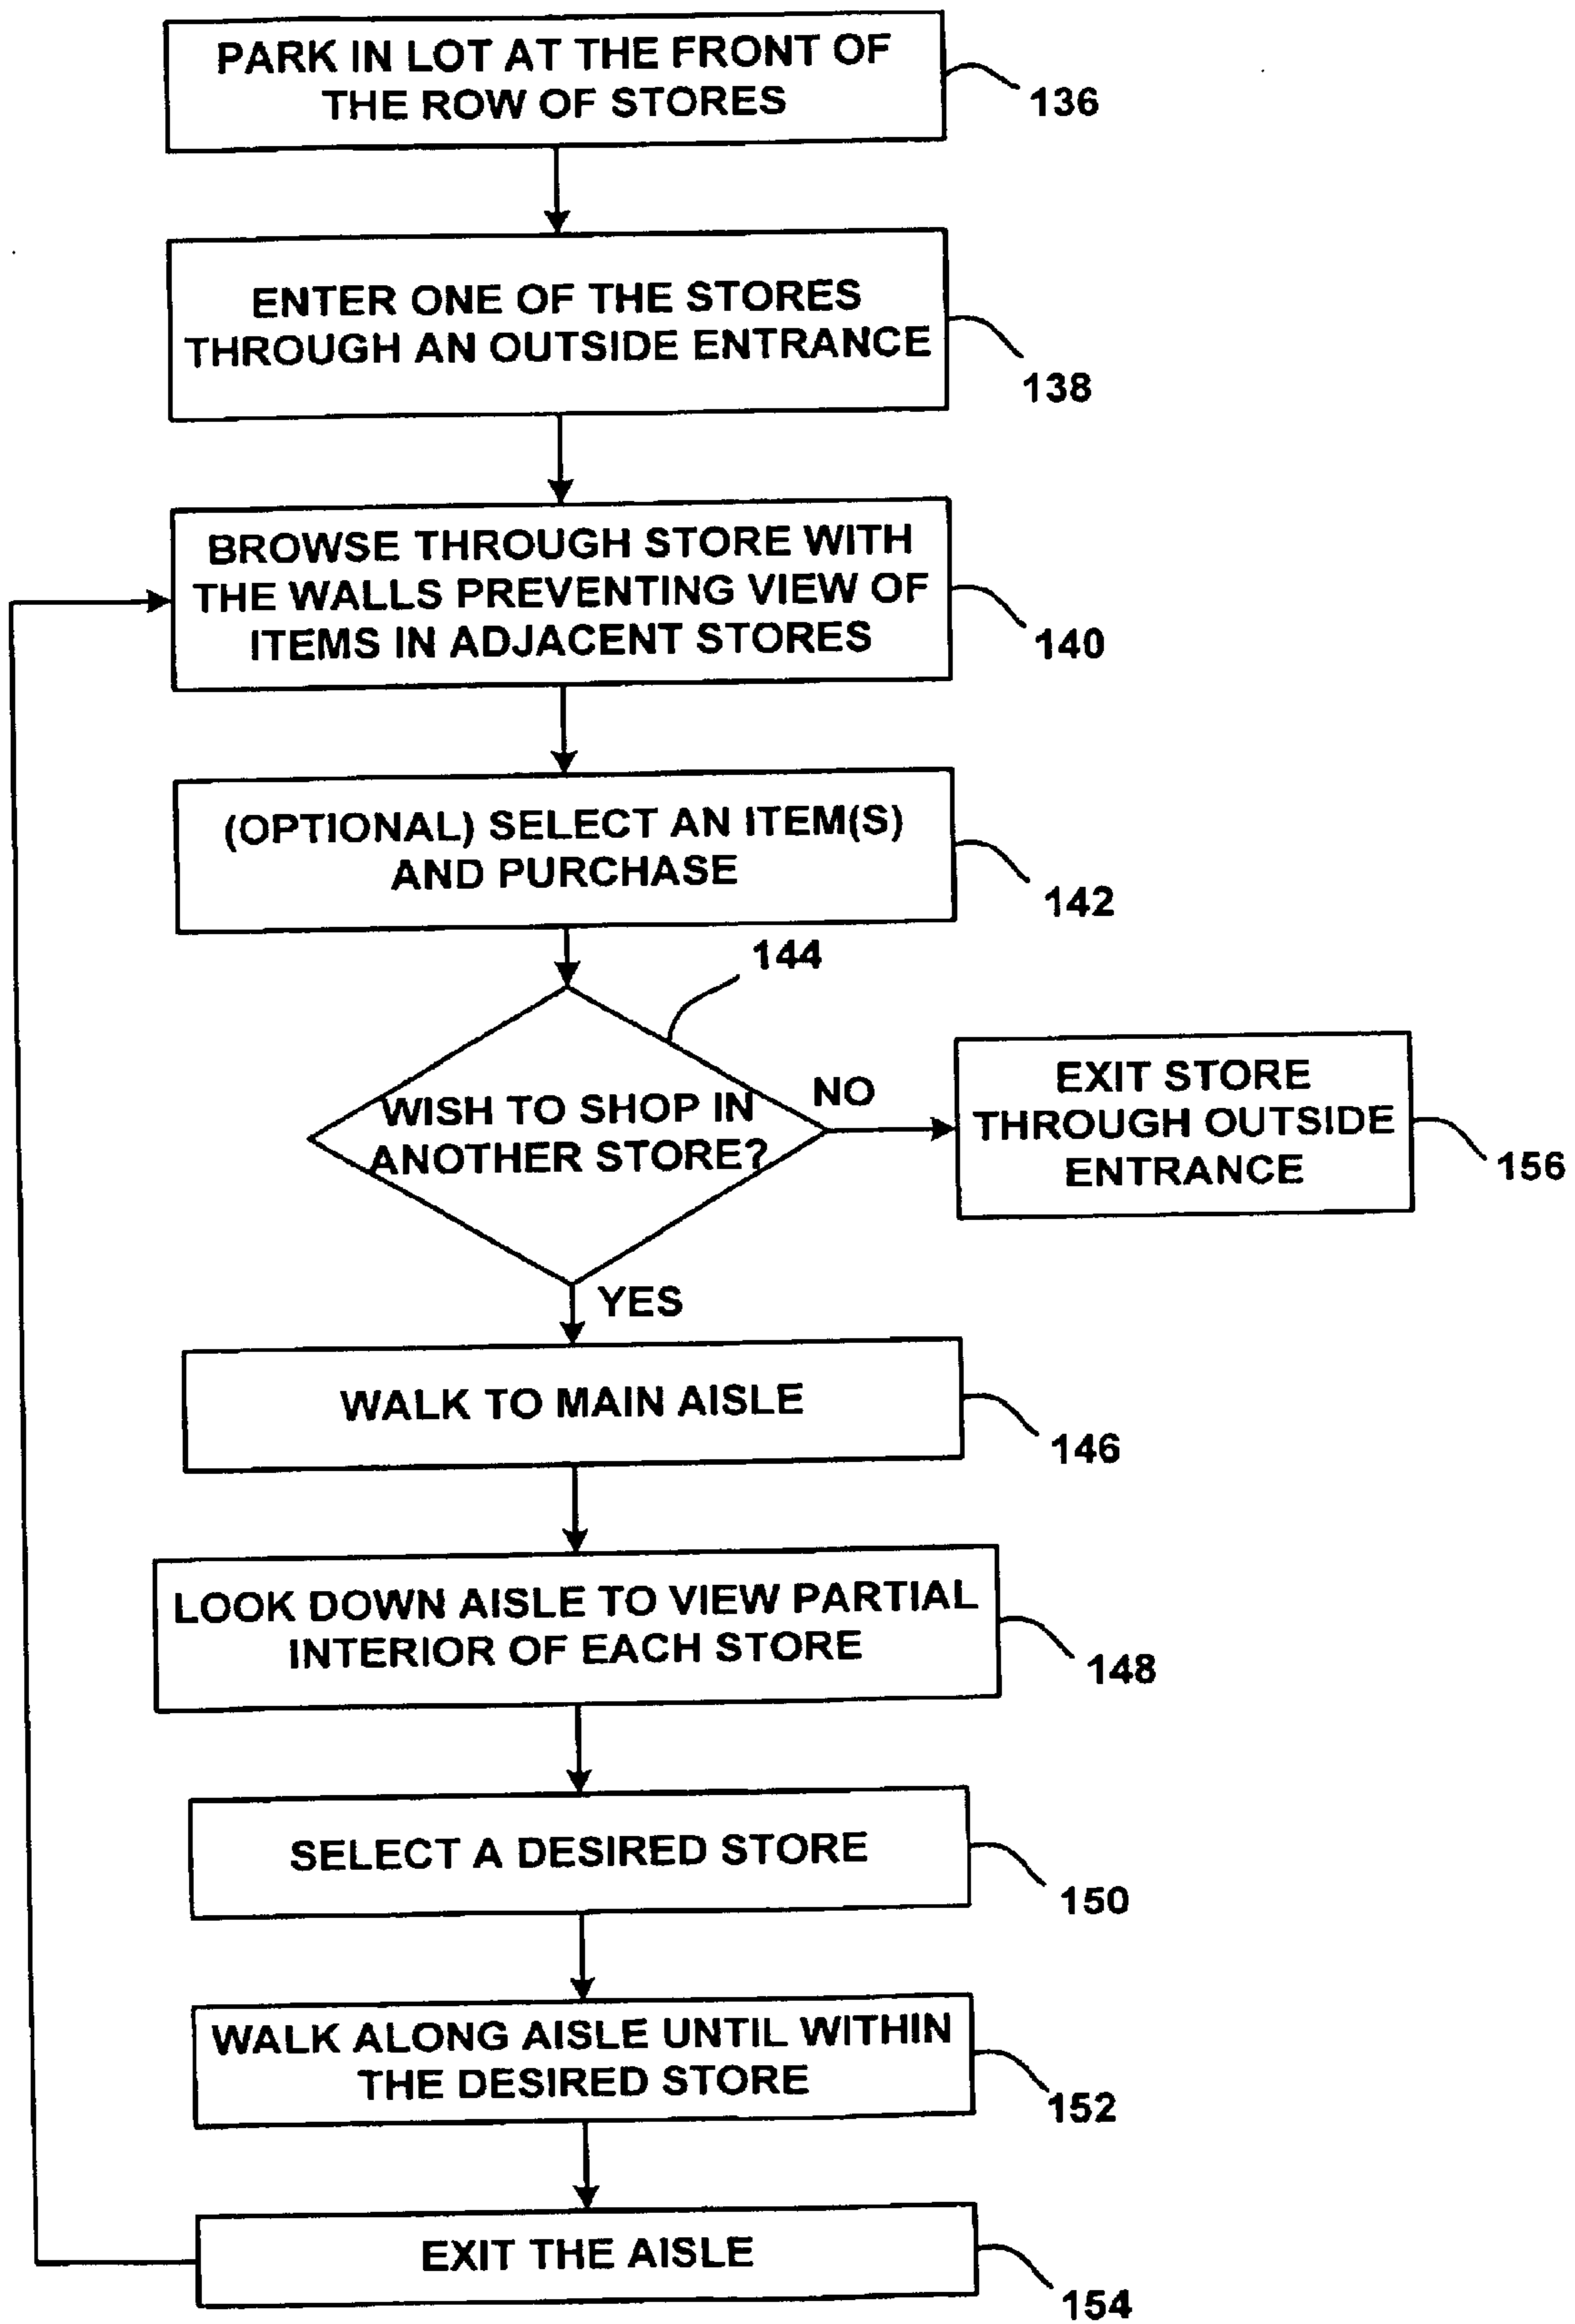 PARK IN LOT AT THE FRONT OF
THE ROW OF STORES
136
ENTER ONE OF THE STORES
THROUGH AN OUTSIDE ENTRANCE
138
BROWSE THROUGH STORE WITH
THE WALLS PREVENTING VIEW OF
ITEMS IN ADJACENT STORES
140
(OPTIONAL) SELECT AN ITEM(S)
AND PURCHASE
142
144
WISH TO SHOP IN
ANOTHER STORE?
NO
EXIT STORE
THROUGH OUTSIDE
ENTRANCE
156
YES
WALK TO MAIN AISLE
146
LOOK DOWN AISLE TO VIEW PARTIAL
INTERIOR OF EACH STORE
148
SELECT A DESIRED STORE
150
WALK ALONG AISLE UNTIL WITHIN
THE DESIRED STORE
152
EXIT THE AISLE
154